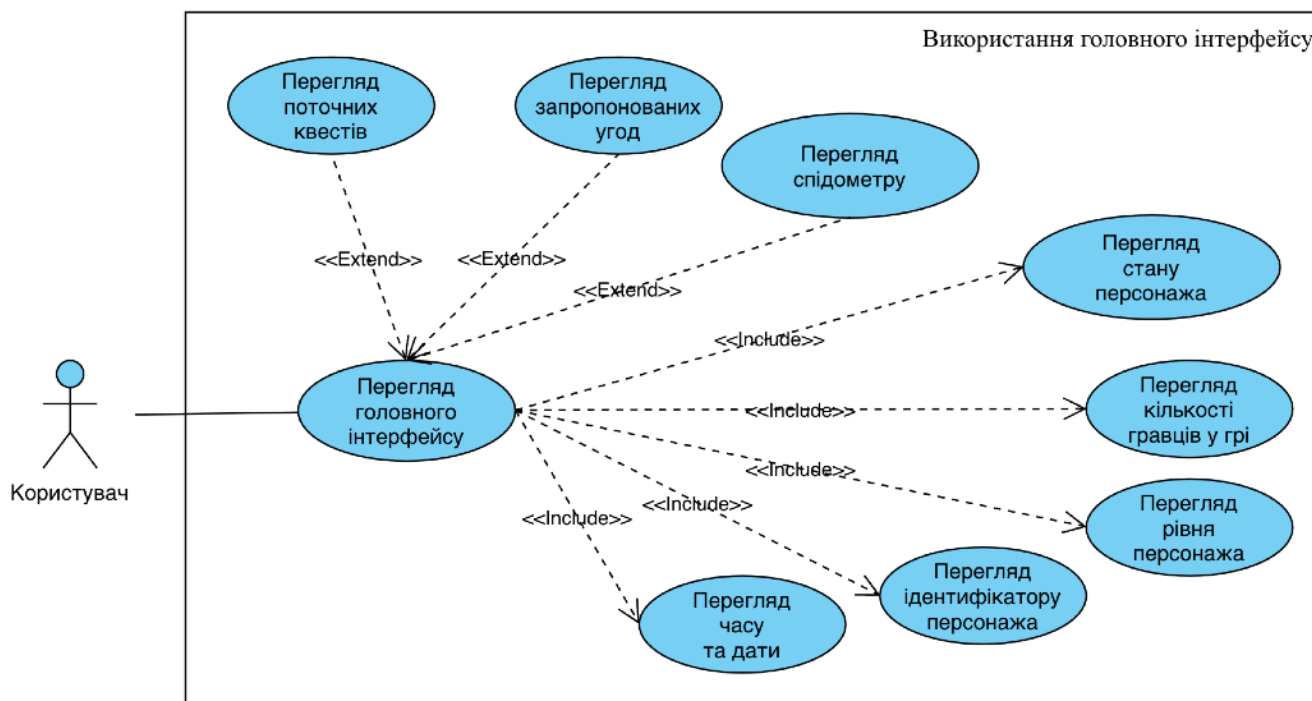 Використання головного інтерфейсу
Перегляд
поточних
квестів
Перегляд
запропонованих
угод
Перегляд
спідометру
Перегляд
стану
персонажа
<<Extend>>
<<Extend>>
<<Extend>>
<<Include>>
Перегляд
головного
інтерфейсу
Перегляд
кількості
гравців у грі
<<Include>>
<<Include>>
Користувач
<<Include>>
<<Include>>
Перегляд
рівня
персонажа
Перегляд
ідентифікатору
персонажа
Перегляд
часу
та дати